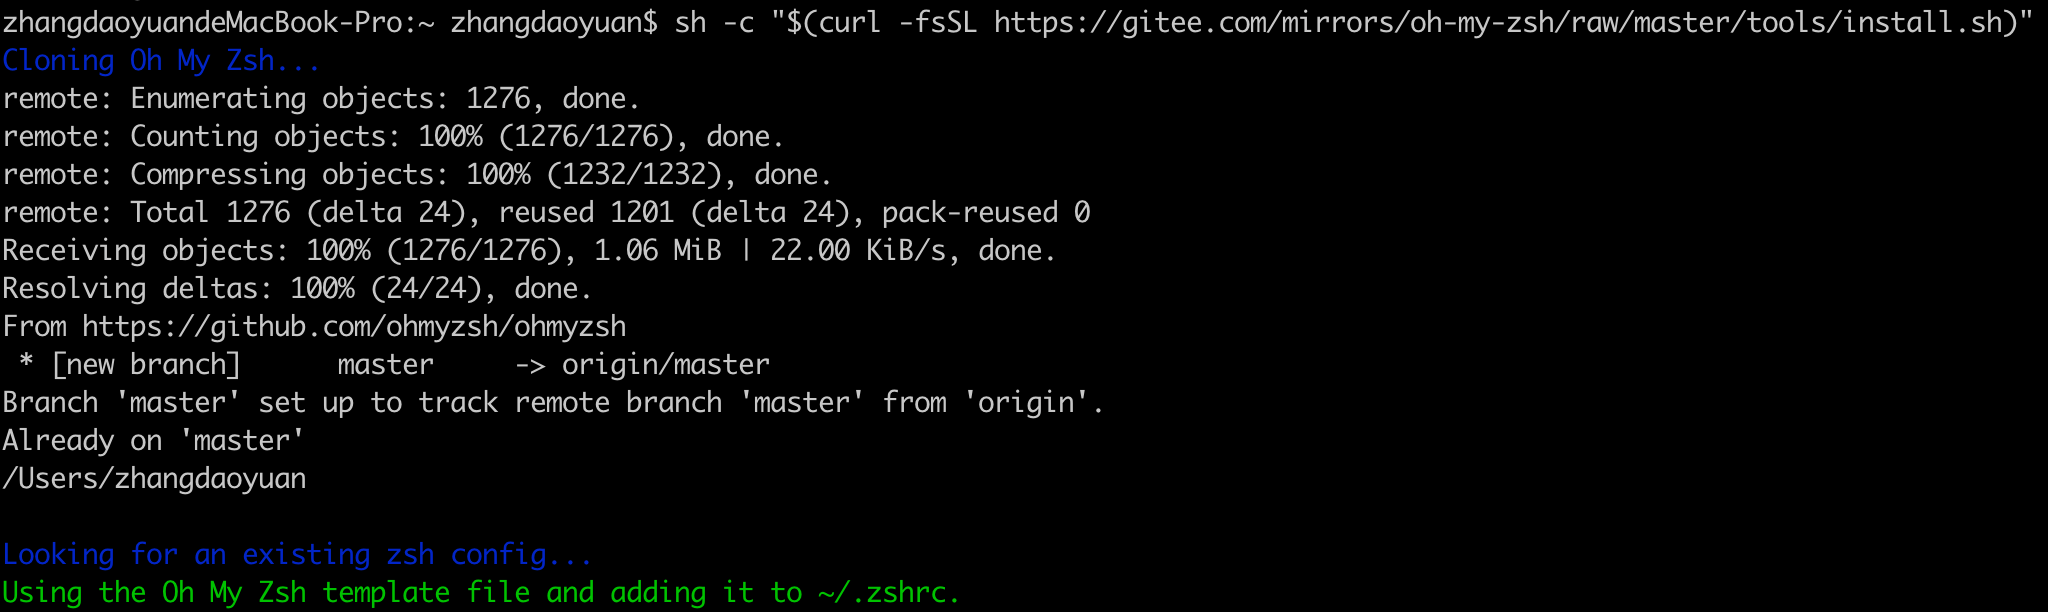 zhangdaoyuandeMacBook-Pro:~ zhangdaoyuan$ sh -c "$(curl -fsSL https://gitee.com/mirrors/oh-my-zsh/raw/master/tools/install.sh)"
Cloning Oh My Zsh...
remote: Enumerating objects: 1276, done.
remote: Counting objects: 100% (1276/1276), done.
remote: Compressing objects: 100% (1232/1232), done.
remote: Total 1276 (delta 24), reused 1201 (delta 24), pack-reused 0
Receiving objects: 100% (1276/1276), 1.06 MiB | 22.00 KiB/s, done.
Resolving deltas: 100% (24/24), done.
From https://github.com/ohmyzsh/ohmyzsh
 * [new branch]      master     -> origin/master
Branch 'master' set up to track remote branch 'master' from 'origin'.
Already on 'master'
/Users/zhangdaoyuan
Looking for an existing zsh config...
Using the Oh My Zsh template file and adding it to ~/.zshrc.